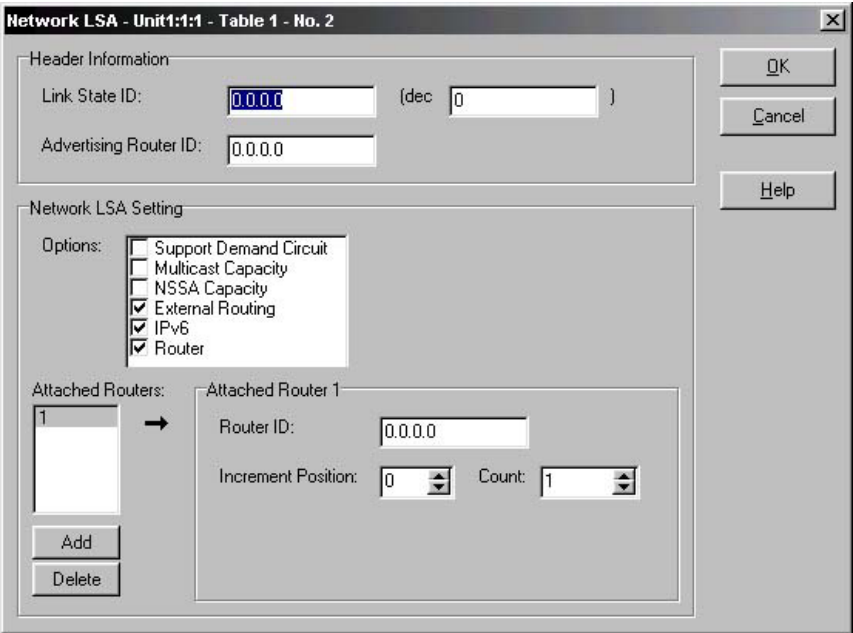 Network LSA - Unit1:1:1 - Table 1 - No. 2
Header Information
Link State ID: 0.0.0.0 (dec 0 )
Advertising Router ID: 0.0.0.0
OK
Cancel
Help
Network LSA Setting
Options:
Support Demand Circuit
Multicast Capacity
NSSA Capacity
External Routing
IPv6
Router
Attached Routers:
1
Add
Delete
Attached Router 1
Router ID: 0.0.0.0
Increment Position: 0 Count: 1